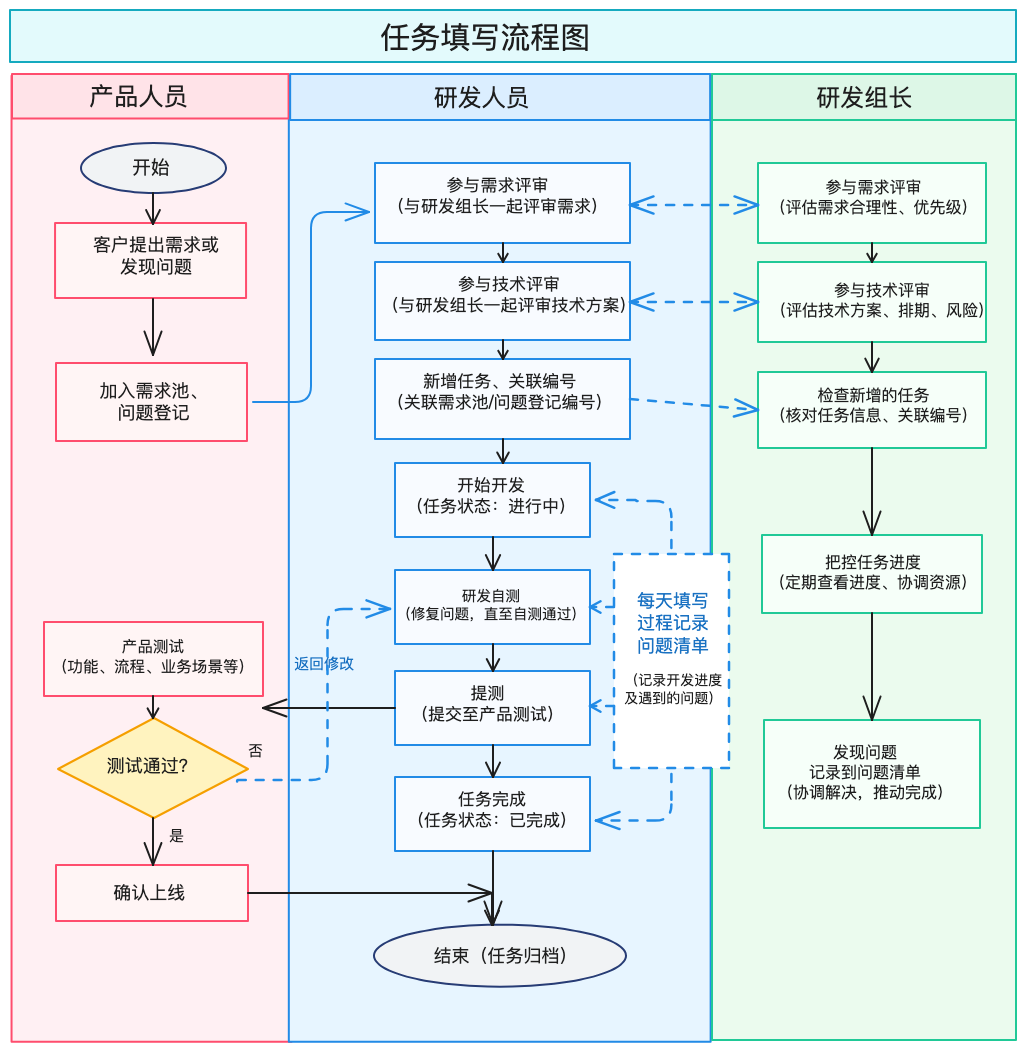 任务填写流程图
产品人员
研发人员
研发组长
开始
客户提出需求或
发现问题
加入需求池、
问题登记
产品测试
(功能、流程、业务场景等)
测试通过?
否
是
确认上线
返回修改
参与需求评审
(与研发组长一起评审需求)
参与技术评审
(与研发组长一起评审技术方案)
新增任务、关联编号
(关联需求池/问题登记编号)
开始开发
(任务状态：进行中)
研发自测
(修复问题，直至自测通过)
提测
(提交至产品测试)
任务完成
(任务状态：已完成)
结束（任务归档）
每天填写
过程记录
问题清单
(记录开发进度
及遇到的问题)
参与需求评审
(评估需求合理性、优先级)
参与技术评审
(评估技术方案、排期、风险)
检查新增的任务
(核对任务信息、关联编号)
把控任务进度
(定期查看进度、协调资源)
发现问题
记录到问题清单
(协调解决，推动完成)